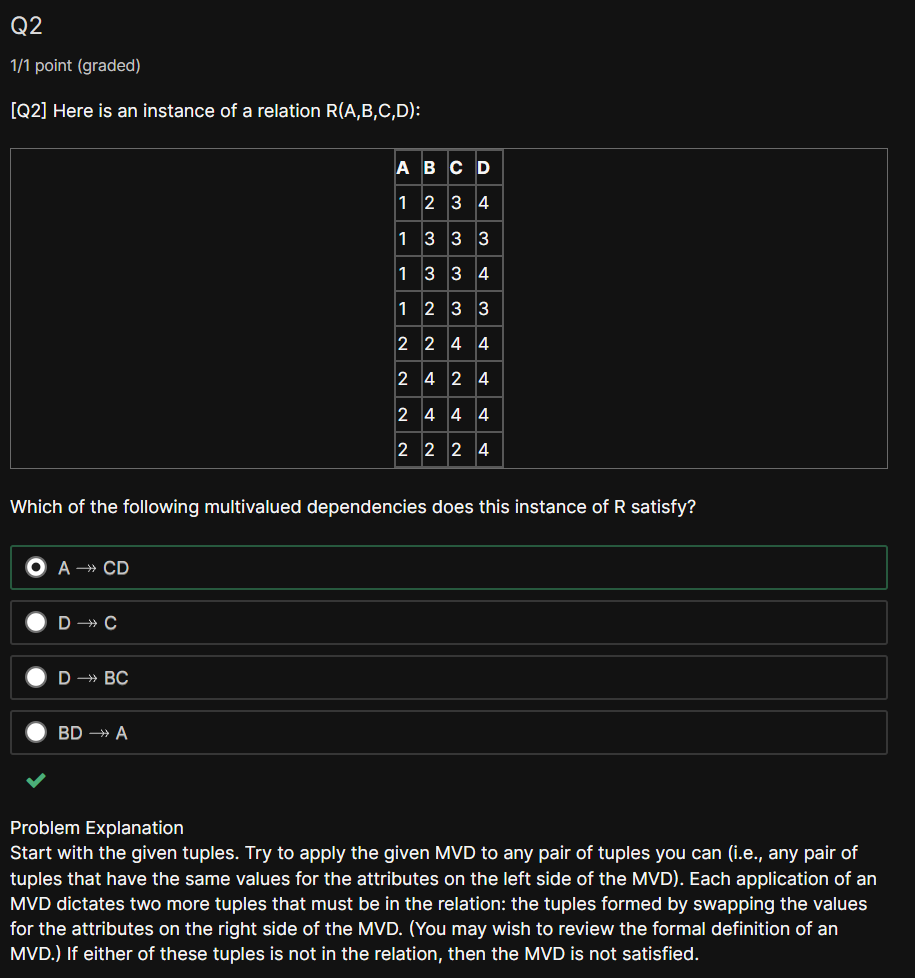 Q2
1/1 point (graded)
[Q2] Here is an instance of a relation R(A,B,C,D):
A B C D
1 2 3 4
1 3 3 3
1 3 3 4
1 2 3 3
2 2 4 4
2 4 2 4
2 4 4 4
2 2 2 4
Which of the following multivalued dependencies does this instance of R satisfy?
A ↠ CD
D ↠ C
D ↠ BC
BD ↠ A
Problem Explanation
Start with the given tuples. Try to apply the given MVD to any pair of tuples you can (i.e., any pair of
tuples that have the same values for the attributes on the left side of the MVD). Each application of an
MVD dictates two more tuples that must be in the relation: the tuples formed by swapping the values
for the attributes on the right side of the MVD. (You may wish to review the formal definition of an
MVD.) If either of these tuples is not in the relation, then the MVD is not satisfied.